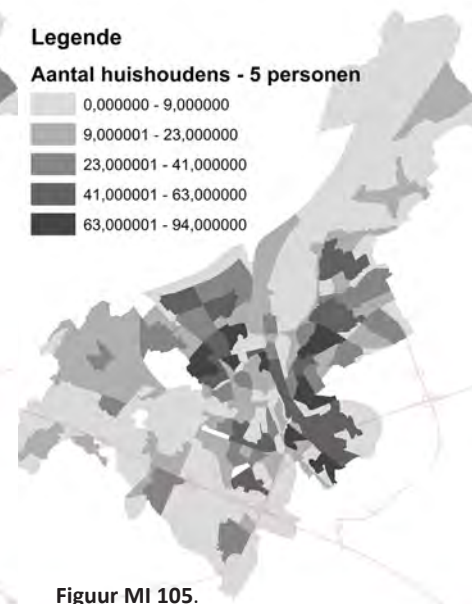 Legende
Aantal huishoudens - 5 personen
0,000000 - 9,000000
9,000001 - 23,000000
23,000001 - 41,000000
41,000001 - 63,000000
63,000001 - 94,000000
Figuur MI 105.